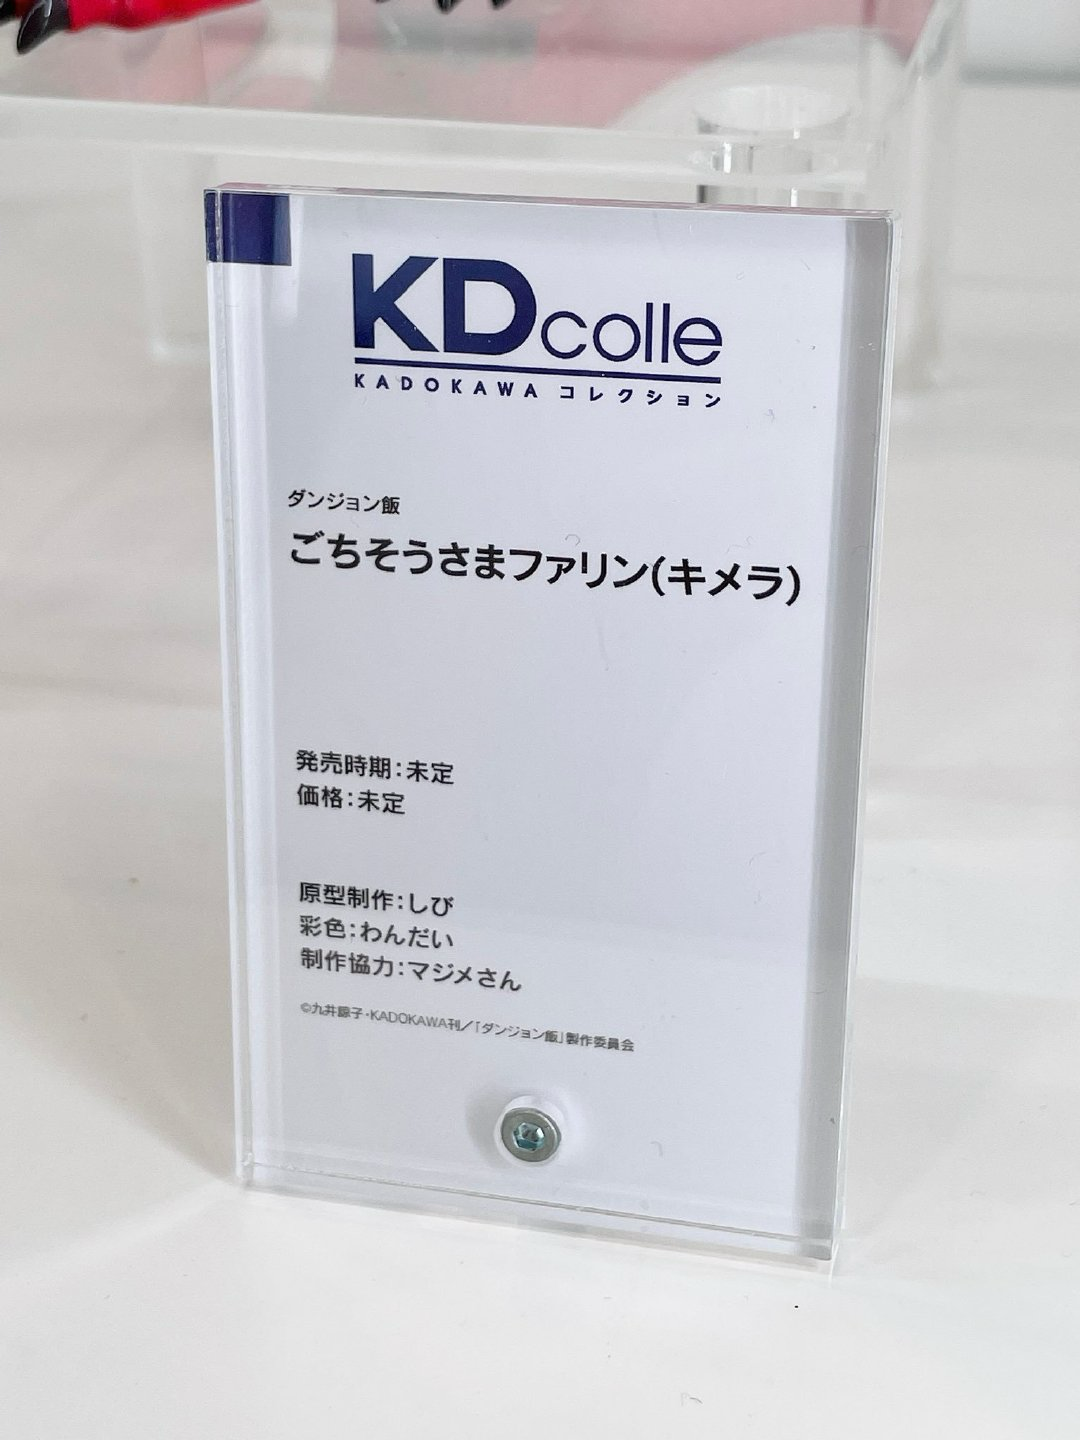 KDcolle
KADOKAWA コレクション
ダンジョン飯
ごちそうさまファリン(キメラ)
発売時期：未定
価格：未定
原型制作：しび
彩色：わんだい
制作協力：マジメさん
©九井諒子・KADOKAWA刊／「ダンジョン飯」製作委員会